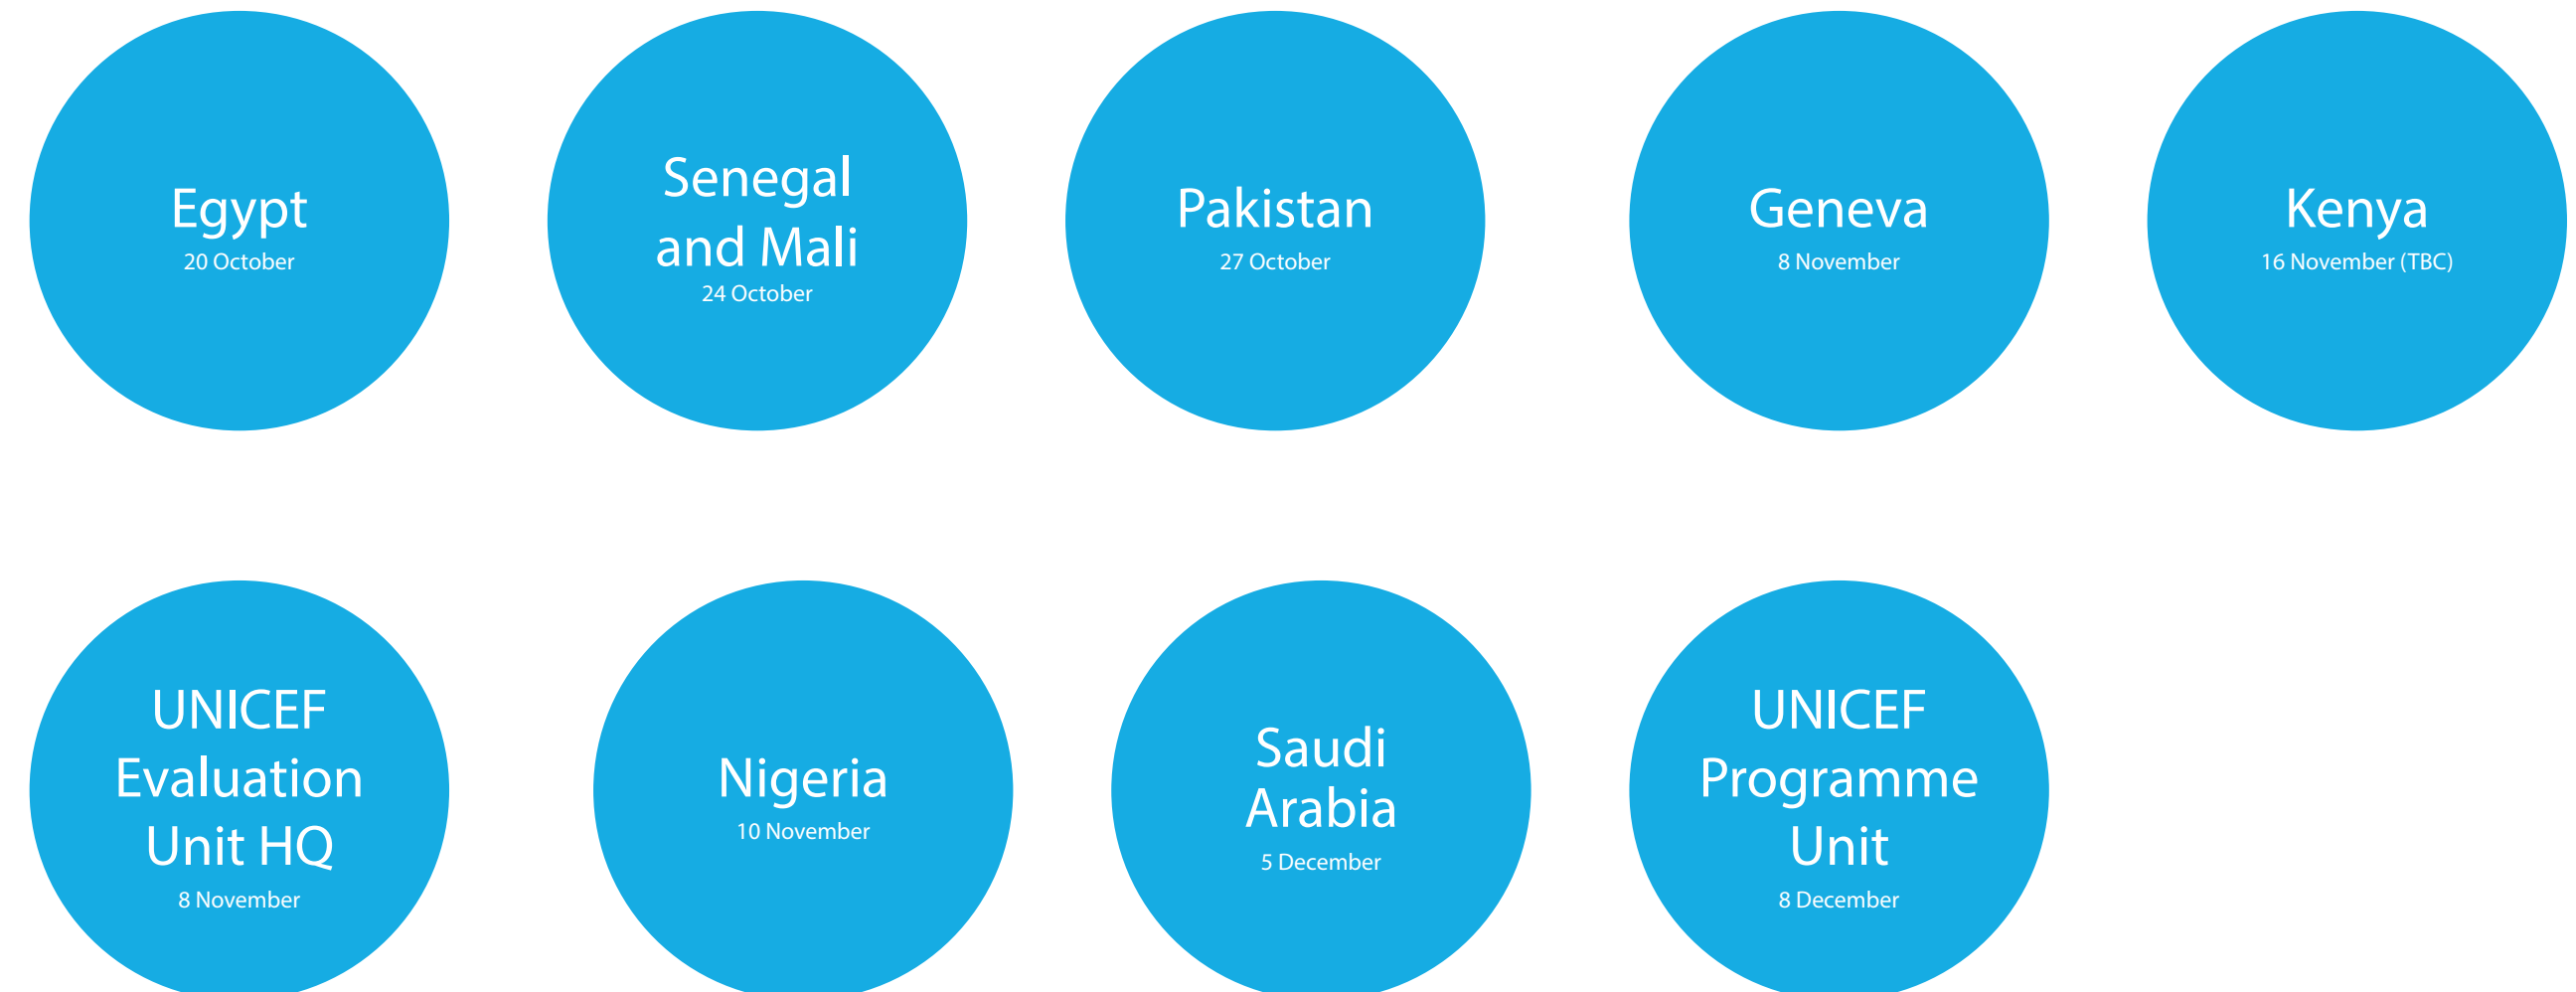 Egypt
20 October
Senegal
and Mali
24 October
Pakistan
27 October
Geneva
8 November
Kenya
16 November (TBC)
UNICEF
Evaluation
Unit HQ
8 November
Nigeria
10 November
Saudi
Arabia
5 December
UNICEF
Programme
Unit
8 December